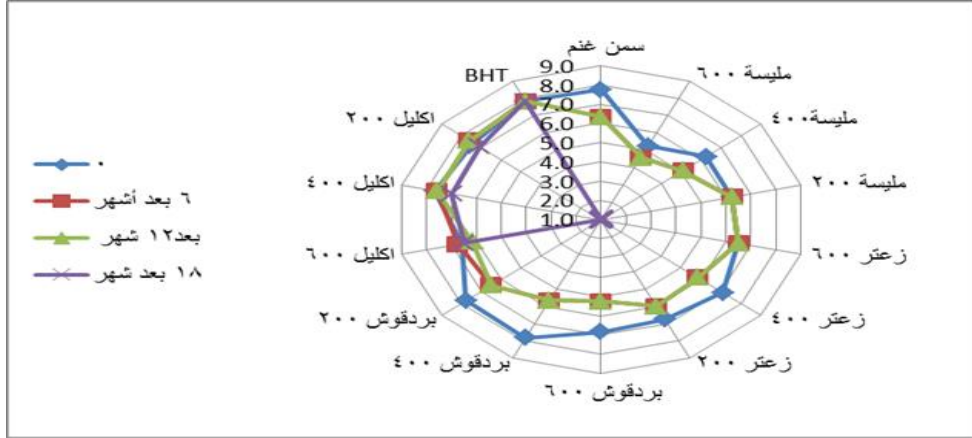 سمن غنم
9.0
8.0
7.0
6.0
5.0
4.0
3.0
2.0
1.0
مليسة ٦٠٠
مليسة٤٠٠
مليسة ٢٠٠
زعتر ٦٠٠
زعتر ٤٠٠
زعتر ٢٠٠
بردقوش ٦٠٠
بردقوش ٤٠٠
بردقوش ٢٠٠
اكليل ٦٠٠
اكليل ٤٠٠
اكليل ٢٠٠
BHT
٠
٦ بعد أشهر
بعد١٢ شهر
١٨ بعد شهر